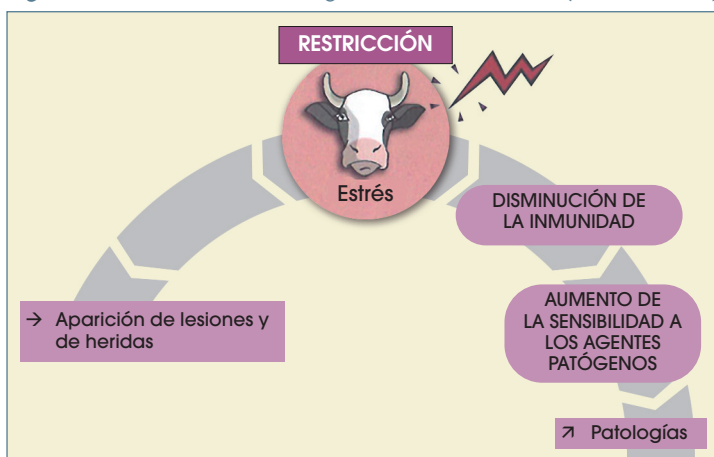 RESTRICCIÓN
Estrés
DISMINUCIÓN DE
LA INMUNIDAD
AUMENTO DE
LA SENSIBILIDAD A
LOS AGENTES
PATÓGENOS
↗ Patologías
→ Aparición de lesiones y
de heridas